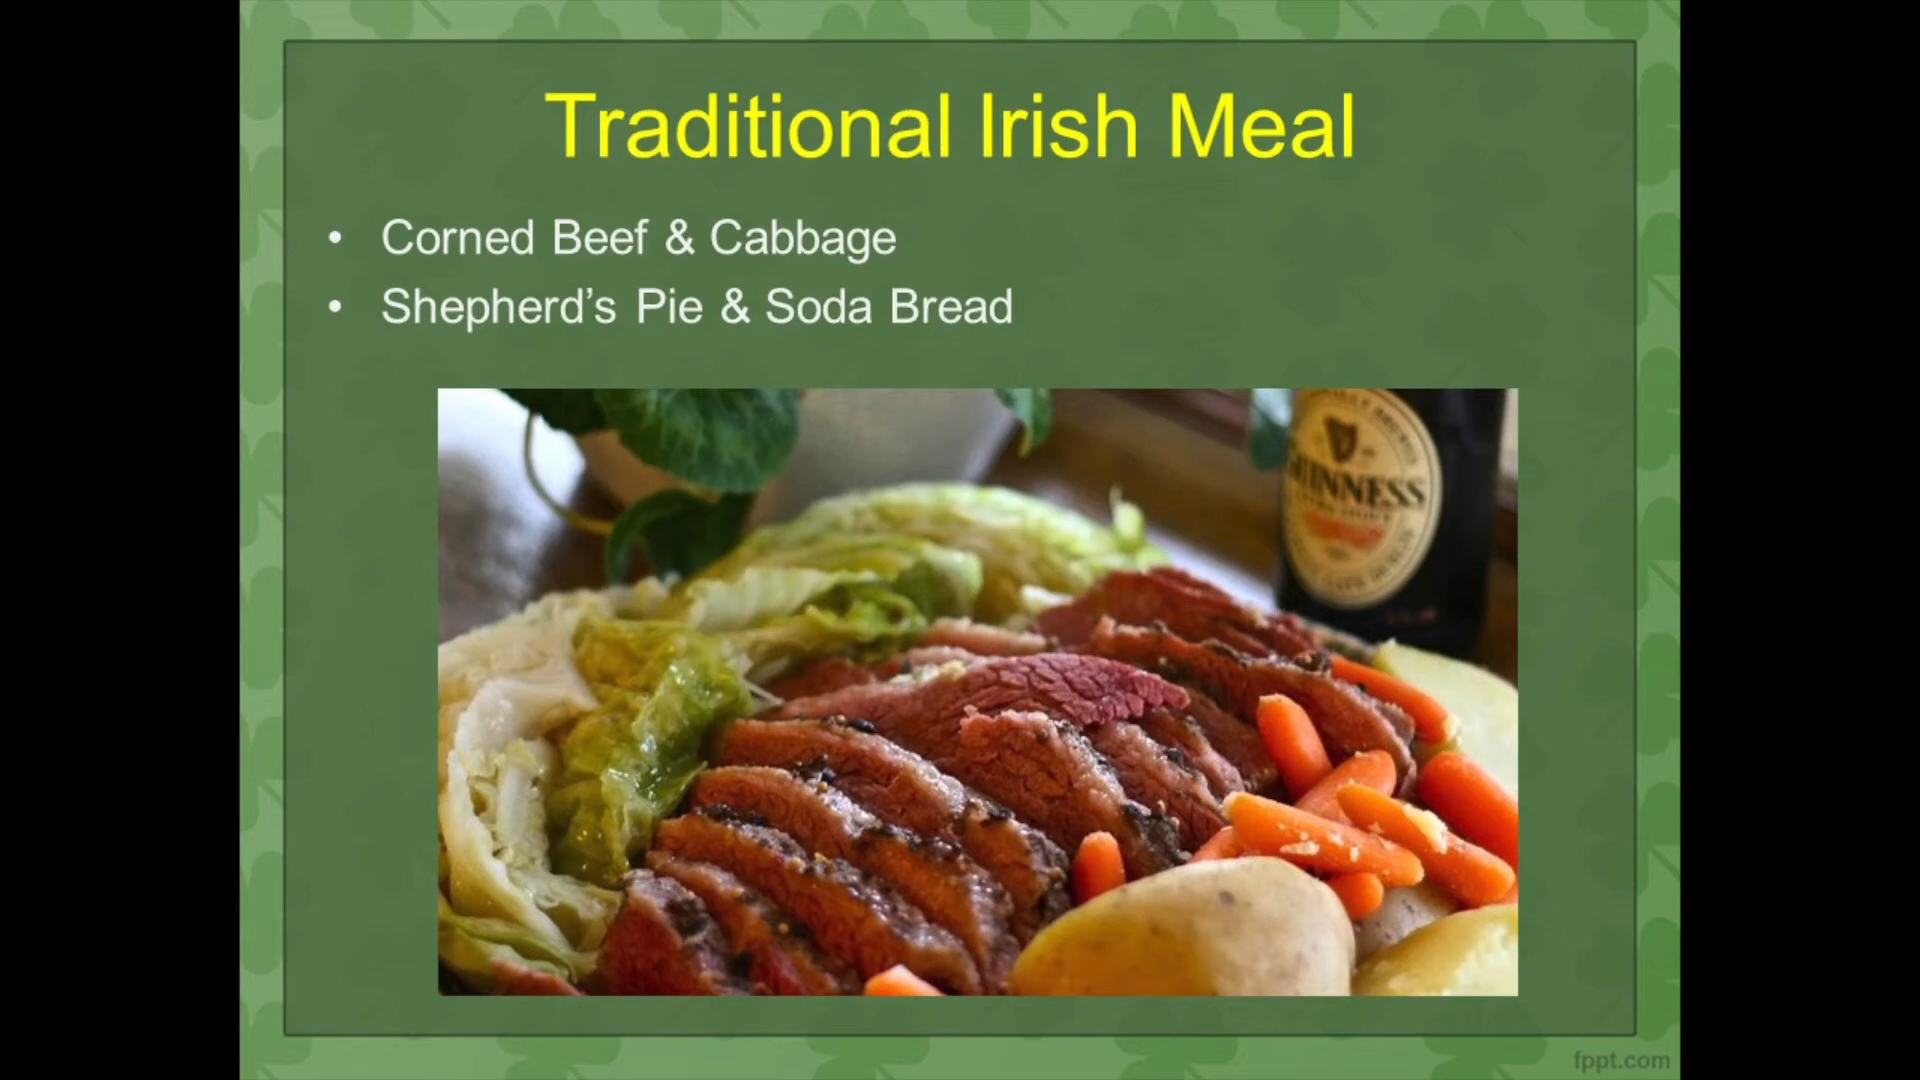 Traditional Irish Meal
• Corned Beef & Cabbage
• Shepherd’s Pie & Soda Bread
GUINNESS
fppt.com